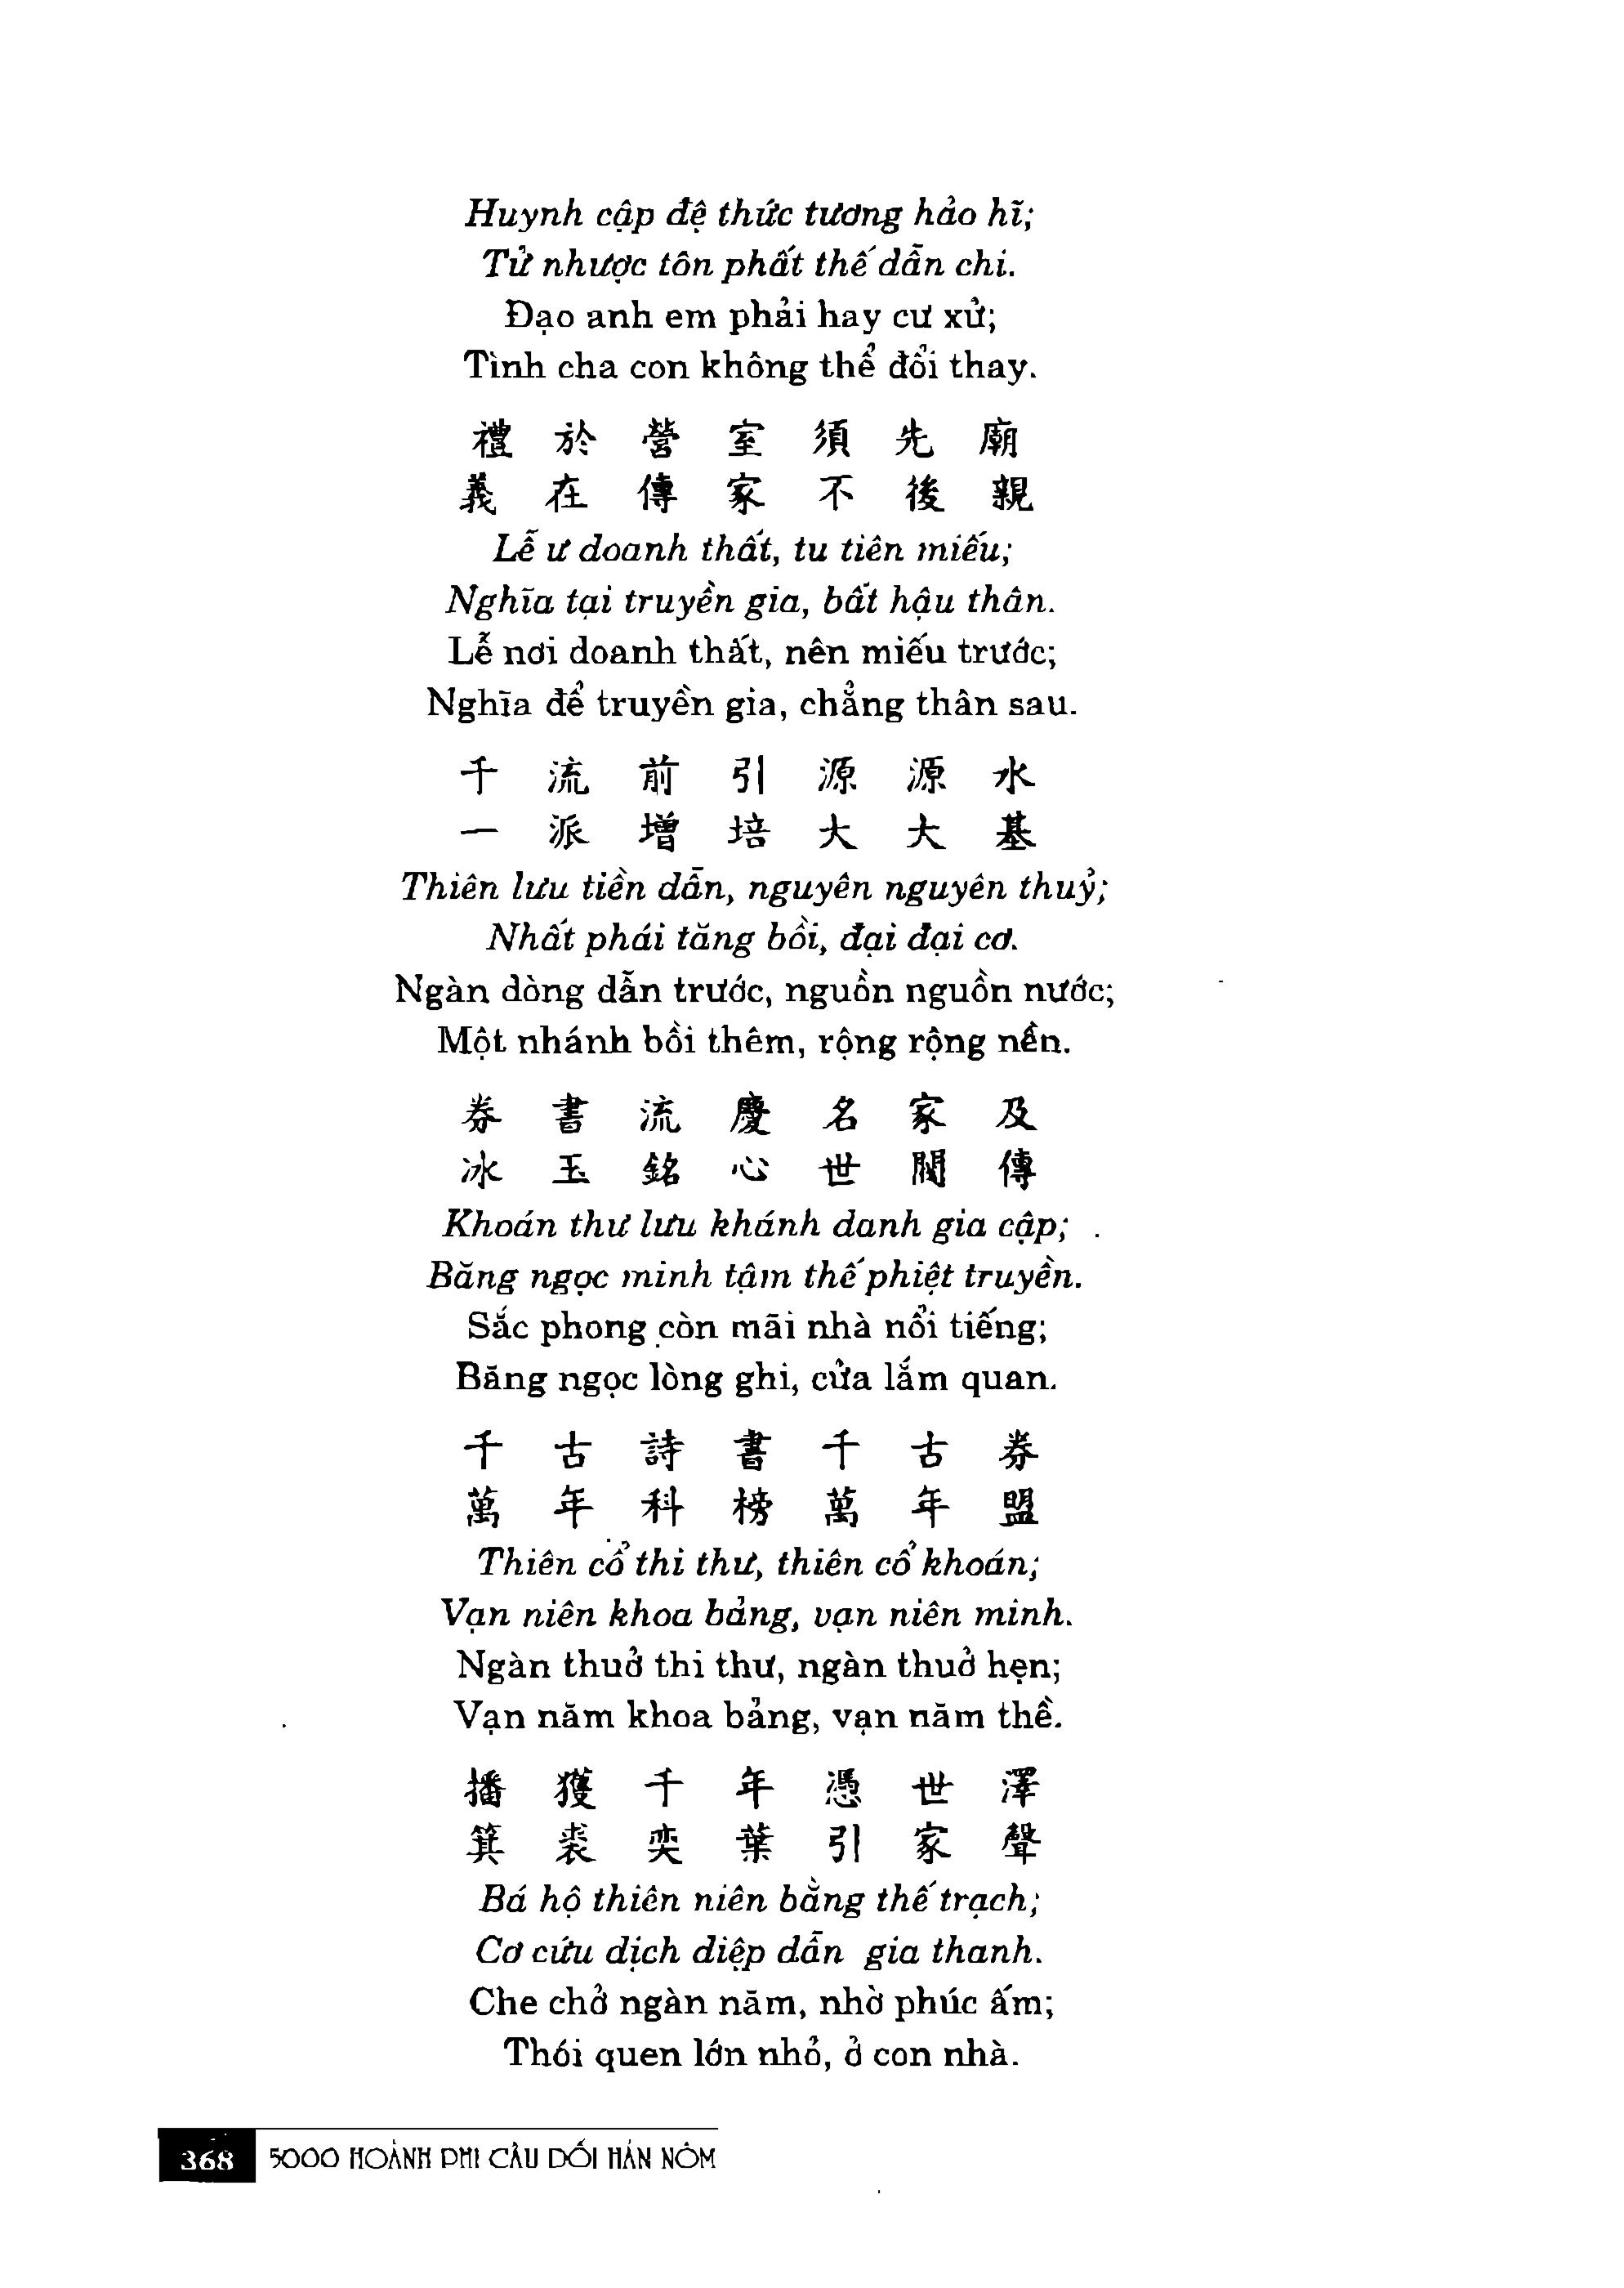 Huynh cập đệ thức tương hảo hĩ;
Tử nhược tôn phất thế dẫn chi.
Đạo anh em phải hay cư xử;
Tình cha con không thể đổi thay.
禮於營室須先廟
義在傳家不後親
Lễ ư doanh thất, tu tiên miếu;
Nghĩa tại truyền gia, bất hậu thân.
Lễ nơi doanh thất, nên miếu trước;
Nghĩa để truyền gia, chẳng thân sau.
千流前引源源水
一派增培大大基
Thiên lưu tiền dẫn, nguyên nguyên thuỷ;
Nhất phái tăng bồi, đại đại cơ.
Ngàn dòng dẫn trước, nguồn nguồn nước;
Một nhánh bồi thêm, rộng rộng nền.
券書流慶名家及
冰玉銘心世閥傳
Khoán thư lưu khánh danh gia cập;
Băng ngọc minh tâm thế phiệt truyền.
Sắc phong còn mãi nhà nổi tiếng;
Băng ngọc lòng ghi, cửa lắm quan.
千古詩書千古券
萬年科榜萬年盟
Thiên cổ thi thư, thiên cổ khoán;
Vạn niên khoa bảng, vạn niên minh.
Ngàn thuở thi thư, ngàn thuở hẹn;
Vạn năm khoa bảng, vạn năm thề.
播獲千年憑世澤
箕裘奕葉引家聲
Bá hộ thiên niên bằng thế trạch;
Cơ cứu dịch diệp dẫn gia thanh.
Che chở ngàn năm, nhờ phúc ấm;
Thói quen lớn nhỏ, ở con nhà.
368 5000 HOÀNH PHI CÂU ĐỐI HÁN NÔM